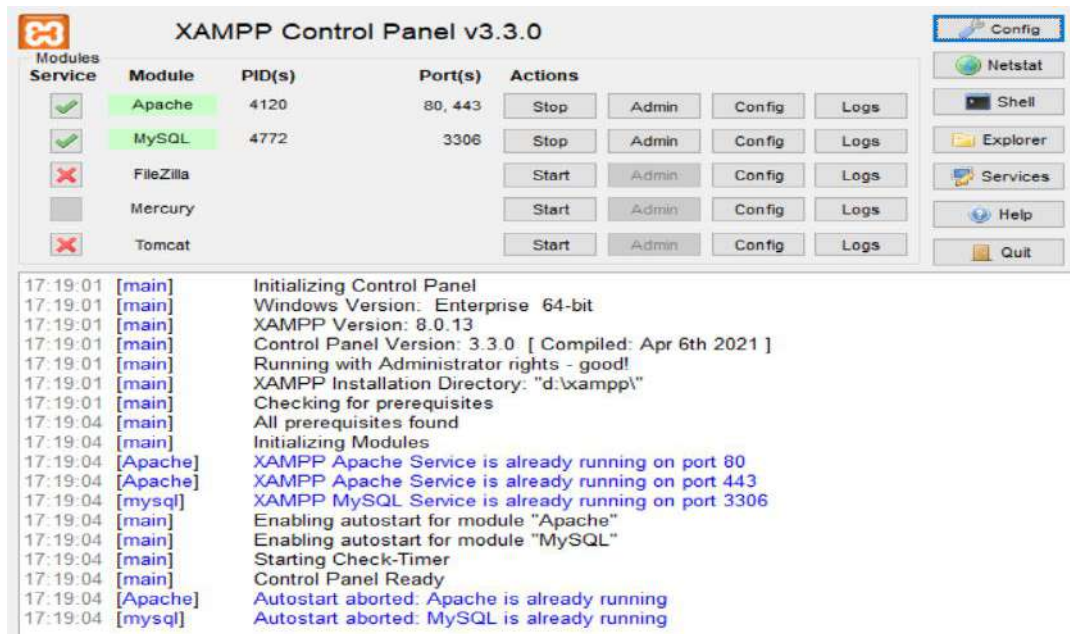 XAMPP Control Panel v3.3.0
Config
Modules
Service Module PID(s) Port(s) Actions
Netstat
Apache 4120 80, 443 Stop Admin Config Logs
Shell
MySQL 4772 3306 Stop Admin Config Logs
Explorer
FileZilla Start Admin Config Logs
Services
Mercury Start Admin Config Logs
Help
Tomcat Start Admin Config Logs
Quit
17:19:01 [main] Initializing Control Panel
17:19:01 [main] Windows Version: Enterprise 64-bit
17:19:01 [main] XAMPP Version: 8.0.13
17:19:01 [main] Control Panel Version: 3.3.0 [ Compiled: Apr 6th 2021 ]
17:19:01 [main] Running with Administrator rights - good!
17:19:01 [main] XAMPP Installation Directory: "d:\xampp\"
17:19:01 [main] Checking for prerequisites
17:19:04 [main] All prerequisites found
17:19:04 [main] Initializing Modules
17:19:04 [Apache] XAMPP Apache Service is already running on port 80
17:19:04 [Apache] XAMPP Apache Service is already running on port 443
17:19:04 [mysql] XAMPP MySQL Service is already running on port 3306
17:19:04 [main] Enabling autostart for module "Apache"
17:19:04 [main] Enabling autostart for module "MySQL"
17:19:04 [main] Starting Check-Timer
17:19:04 [main] Control Panel Ready
17:19:04 [Apache] Autostart aborted: Apache is already running
17:19:04 [mysql] Autostart aborted: MySQL is already running